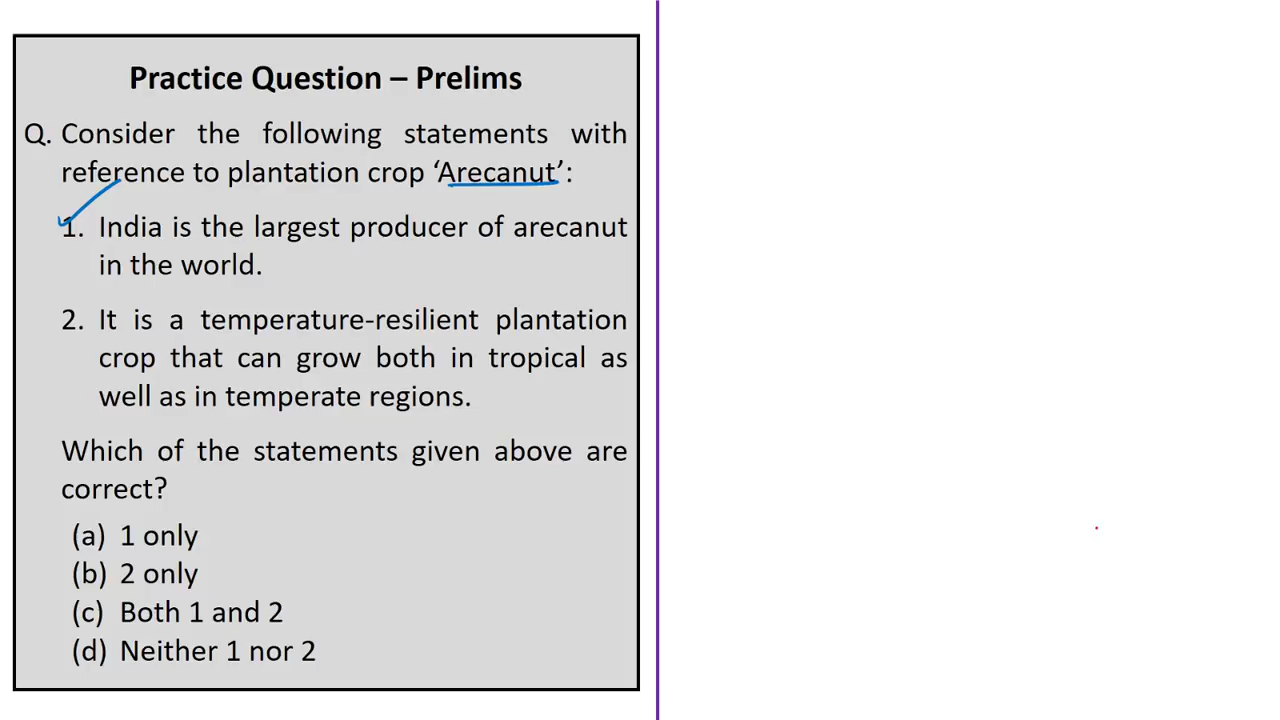 Practice Question – Prelims
Q. Consider the following statements with
reference to plantation crop ‘Arecanut’:
1. India is the largest producer of arecanut
in the world.
2. It is a temperature-resilient plantation
crop that can grow both in tropical as
well as in temperate regions.
Which of the statements given above are
correct?
(a) 1 only
(b) 2 only
(c) Both 1 and 2
(d) Neither 1 nor 2